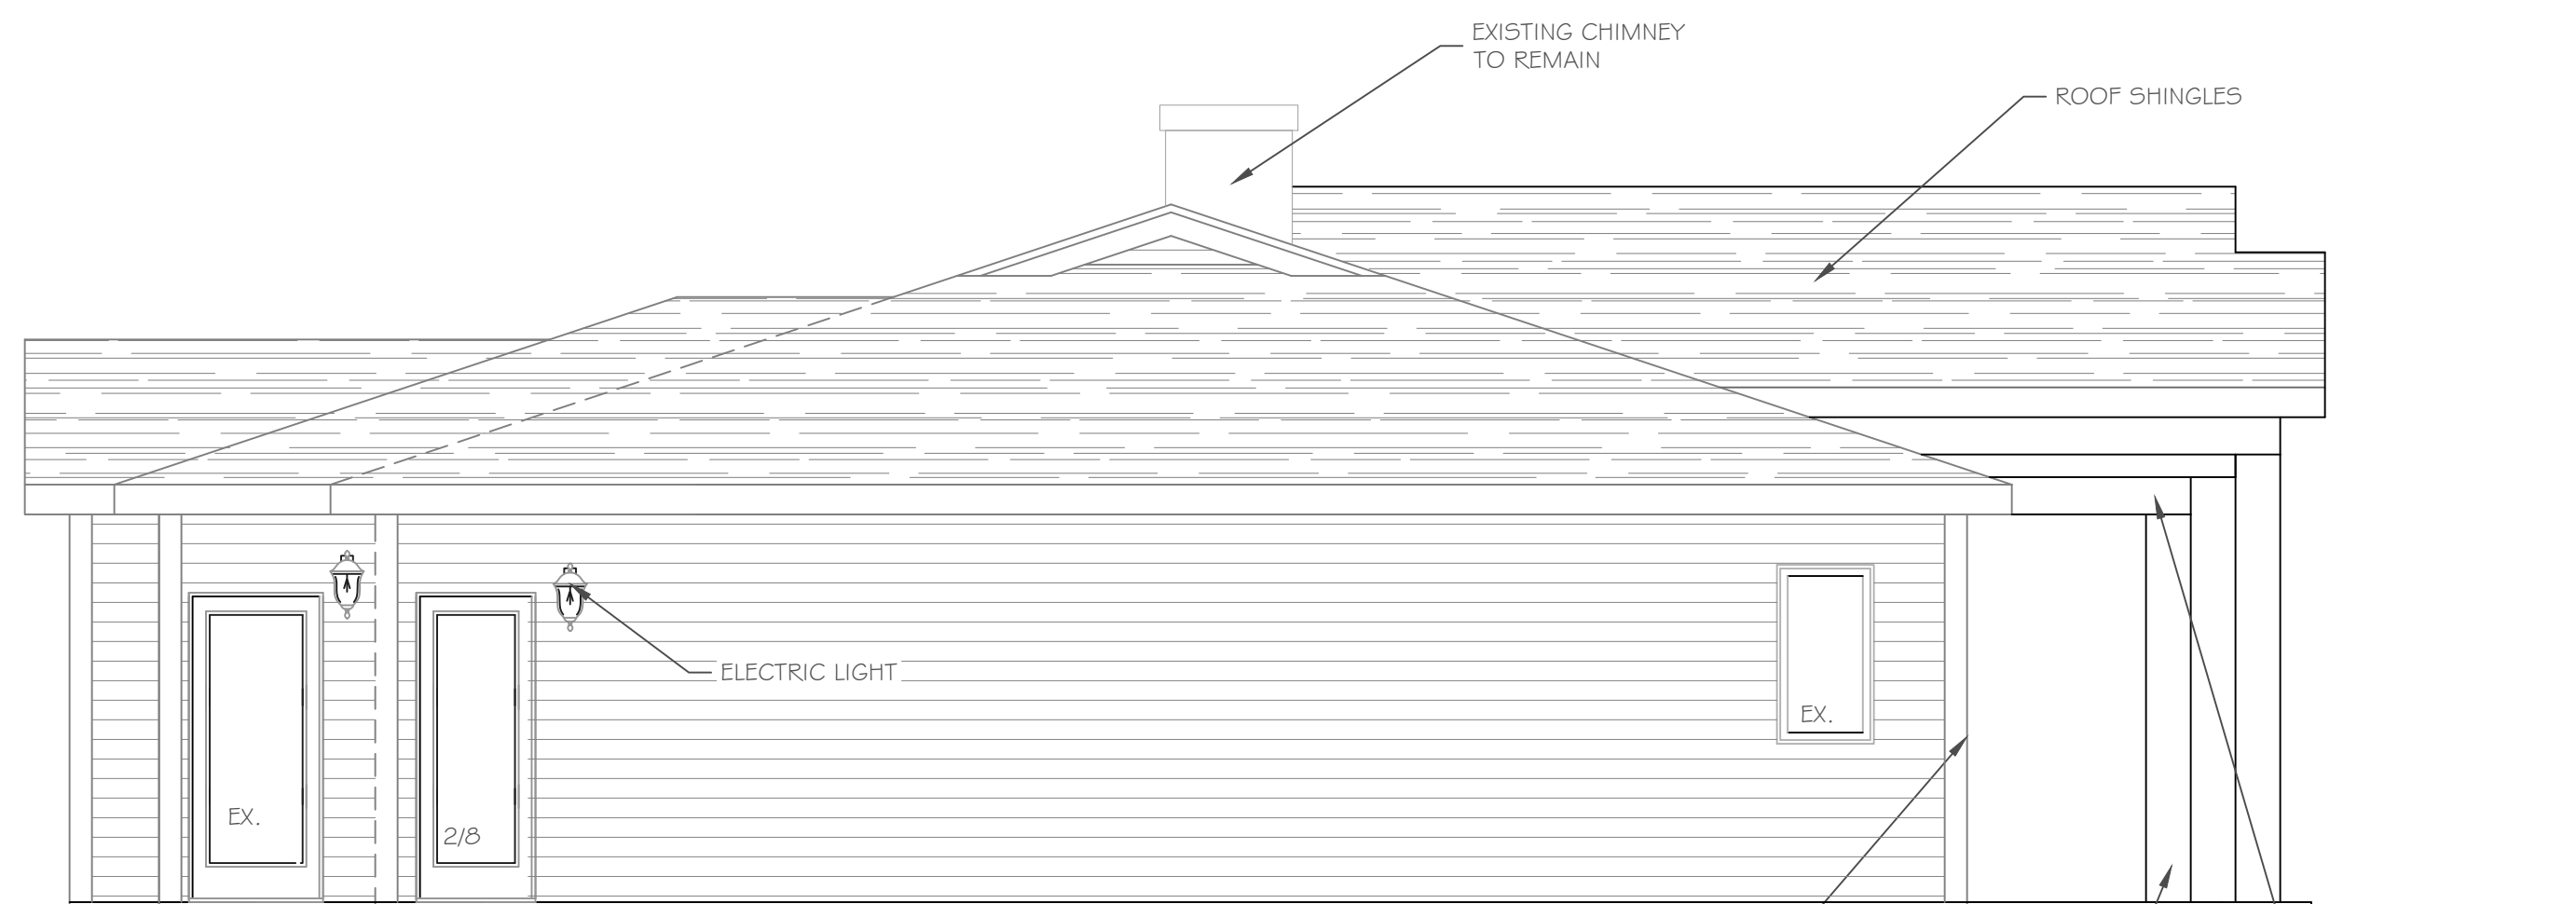 EXISTING CHIMNEY
TO REMAIN
ROOF SHINGLES
ELECTRIC LIGHT
EX.
EX.
2/8